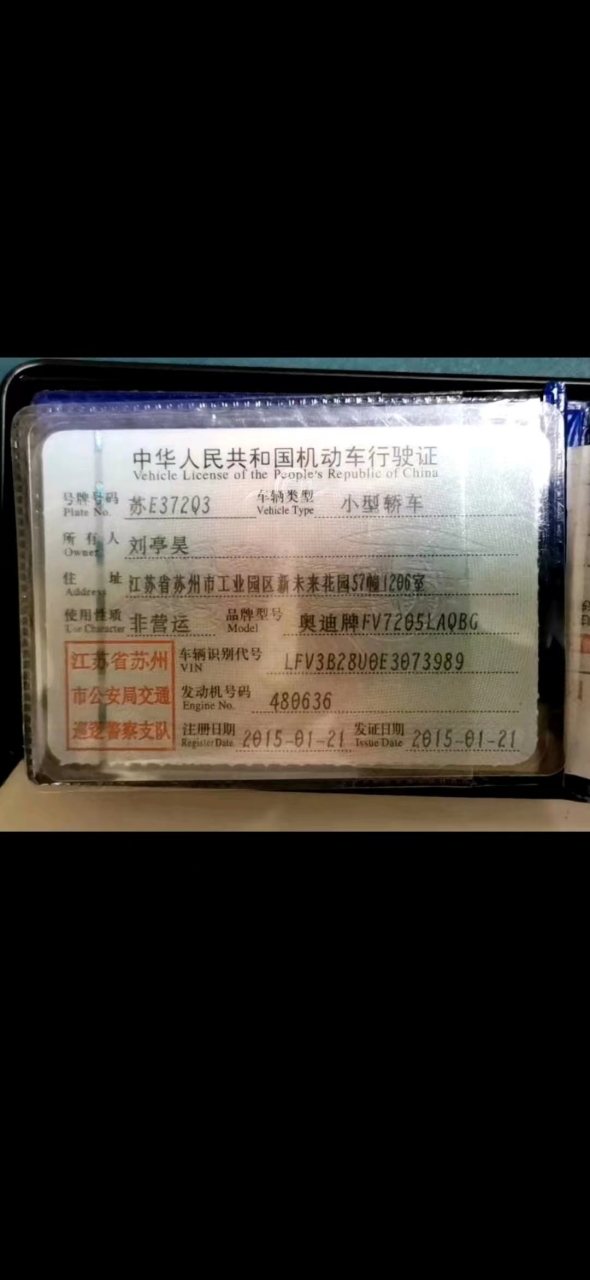 中华人民共和国机动车行驶证
Vehicle License of the People's Republic of China
号牌号码 苏E372Q3 车辆类型 小型轿车
Plate No. Vehicle Type
所有人 刘亭昊
Owner
住址 江苏省苏州市工业园区新未来花园57幢1206室
Address
使用性质 非营运 品牌型号 奥迪牌FV7205LAQBG
Use Character Model
江苏省苏州 车辆识别代号 LFV3B28U0E3073989
VIN
市公安局交通 发动机号码 480636
Engine No.
巡逻警察支队 注册日期 2015-01-21 发证日期 2015-01-21
Register Date Issue Date